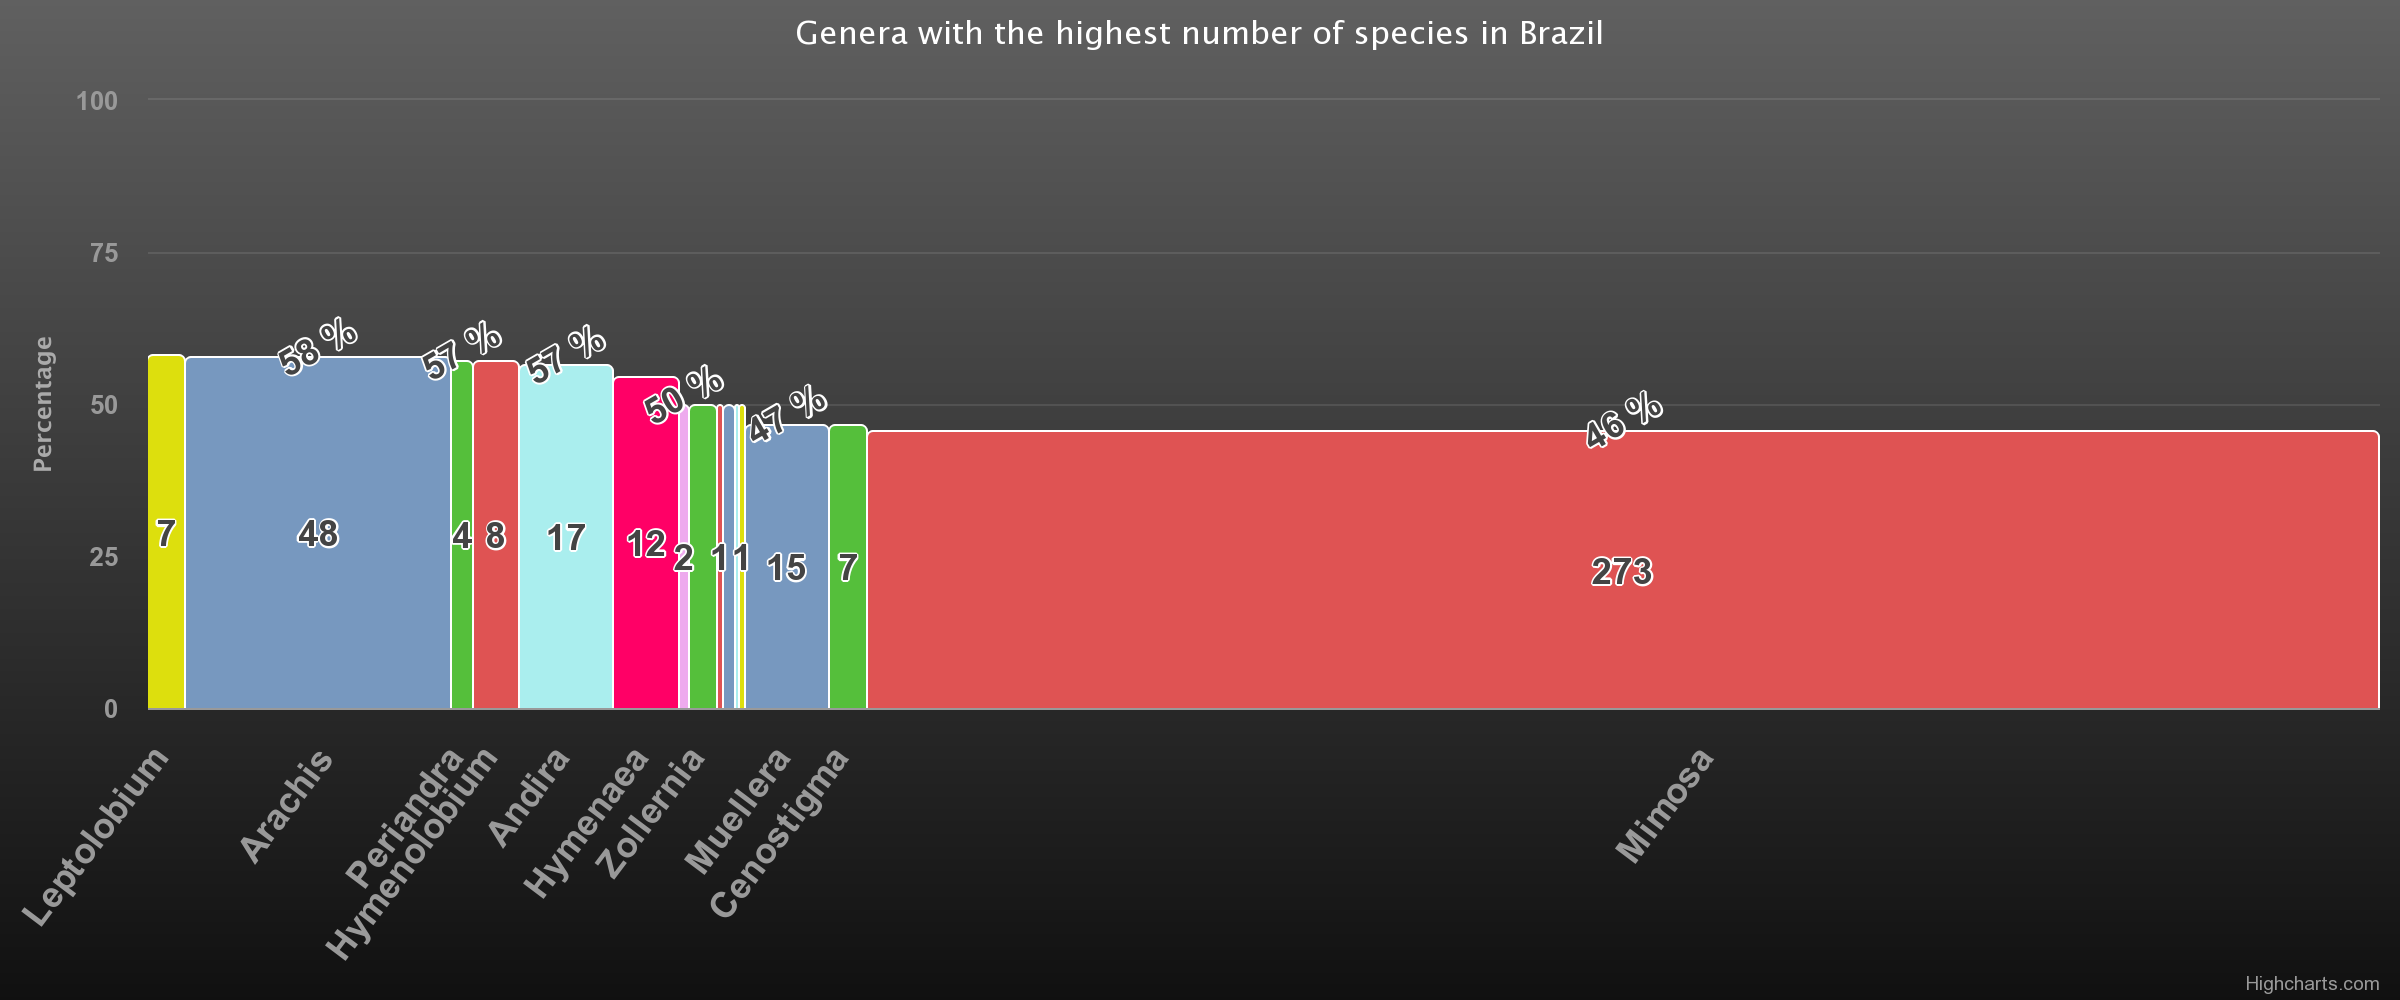 Genera with the highest number of species in Brazil
Percentage
100
75
50
25
0
58 %
57 %
57 %
50 %
47 %
46 %
7
48
4
8
17
12
2
1
1
15
7
273
Leptolobium
Arachis
Periandra
Hymenolobium
Andira
Hymenaea
Zollernia
Muellera
Cenostigma
Mimosa
Highcharts.com